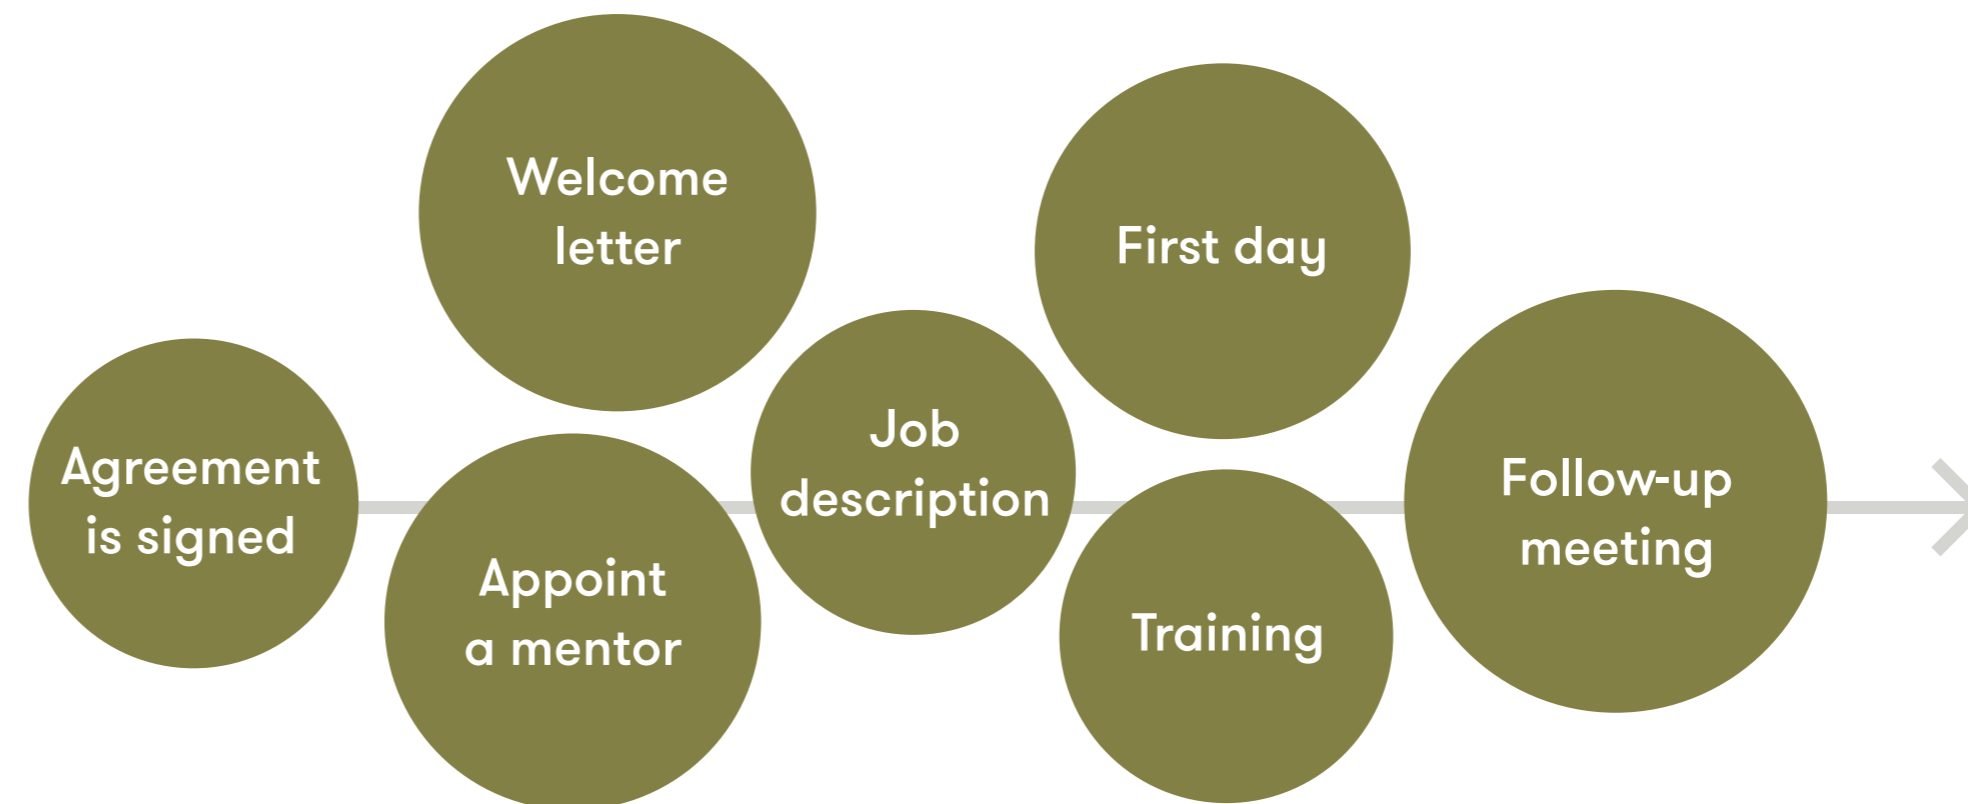 Agreement
is signed
Welcome
letter
Appoint
a mentor
Job
description
First day
Training
Follow-up
meeting